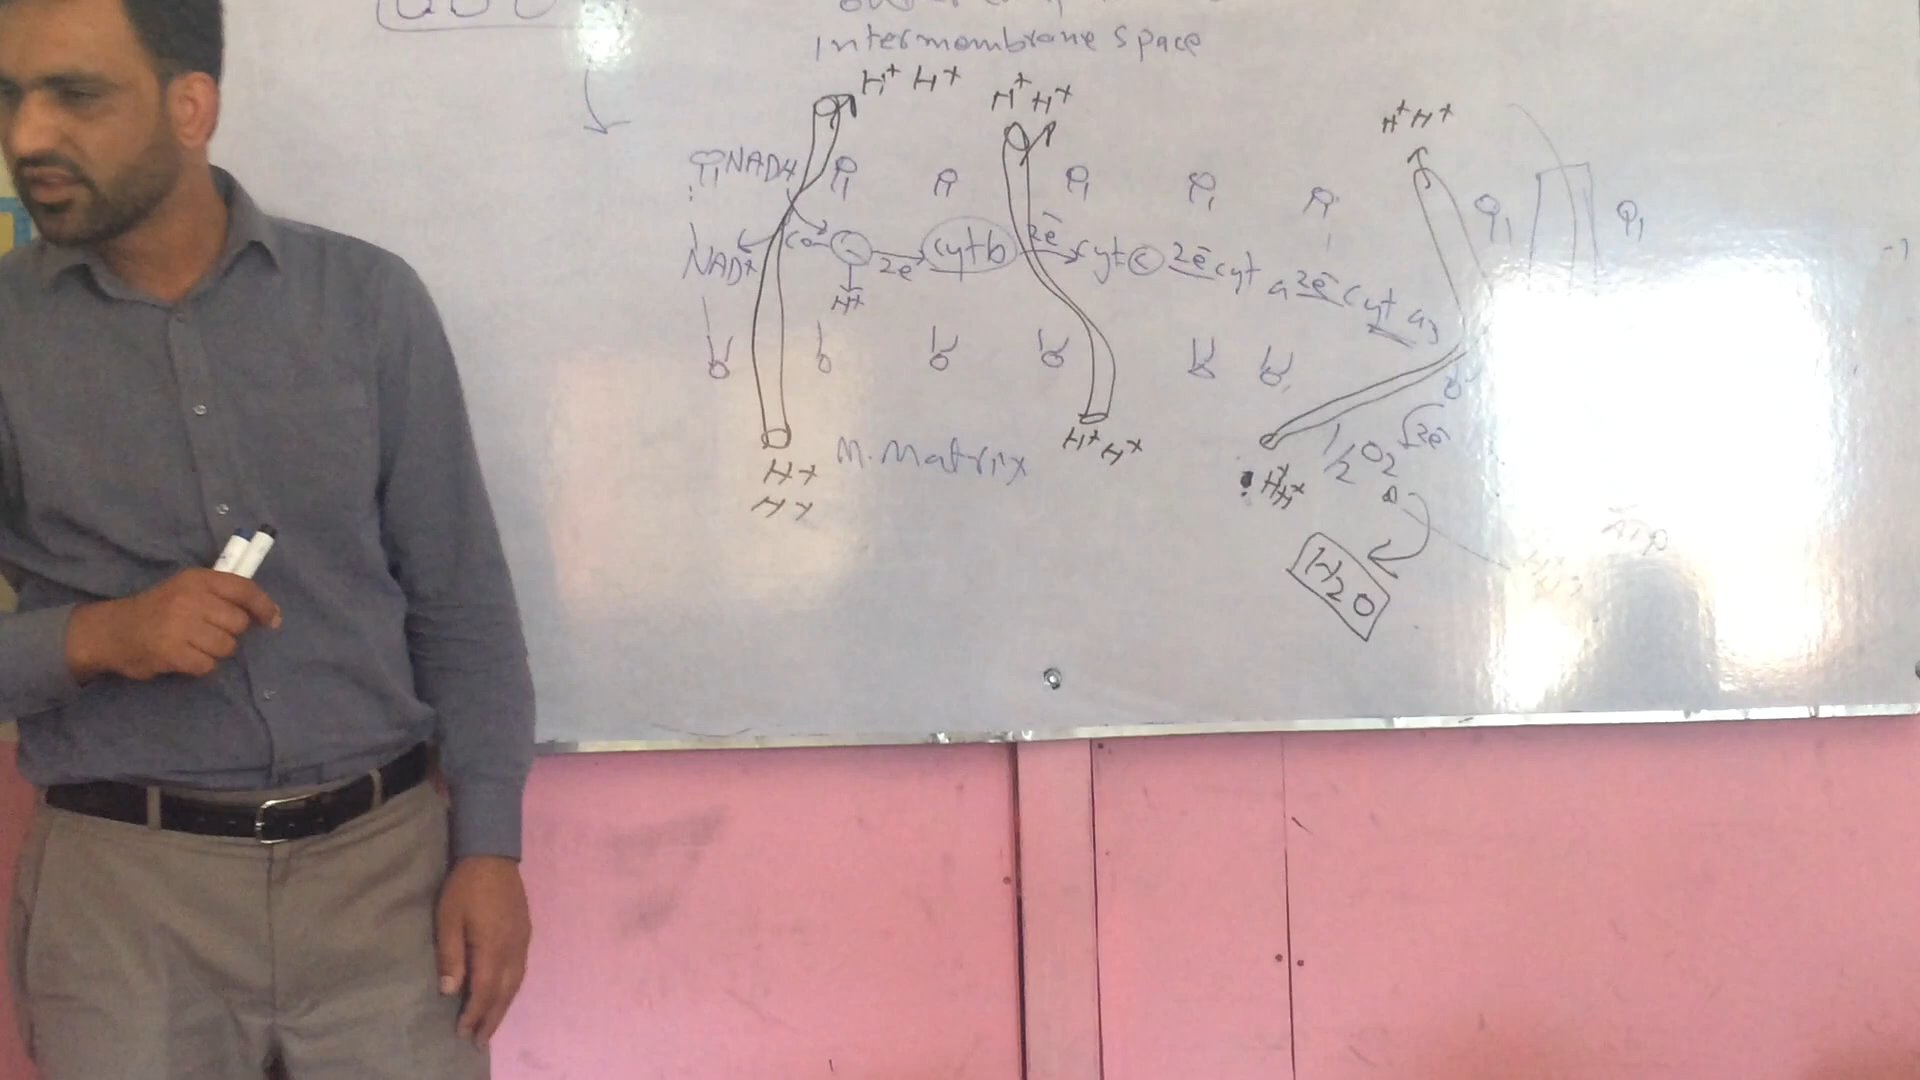 Intermembrane space
H+ H+ H+ H+ H+ H+
NADH
NAD+ Co 2e cyt b 2e cyt c 2e cyt a 2e cyt a3
H+
M. Matrix H+ H+ 1/2 O2 2e
H+ H+ H+
H+
H2O